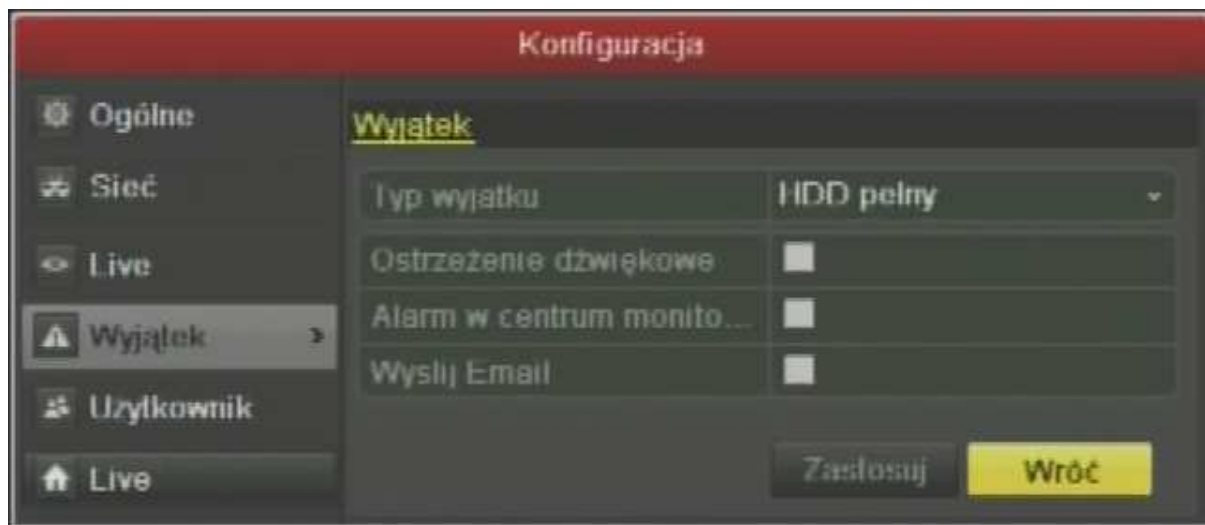 Konfiguracja
Ogólne
Sieć
Live
Wyjątek
Użytkownik
Live
Wyjątek
Typ wyjatku HDD pelny
Ostrzeżenie dźwiękowe
Alarm w centrum monito...
Wyslij Email
Zastosuj Wróć